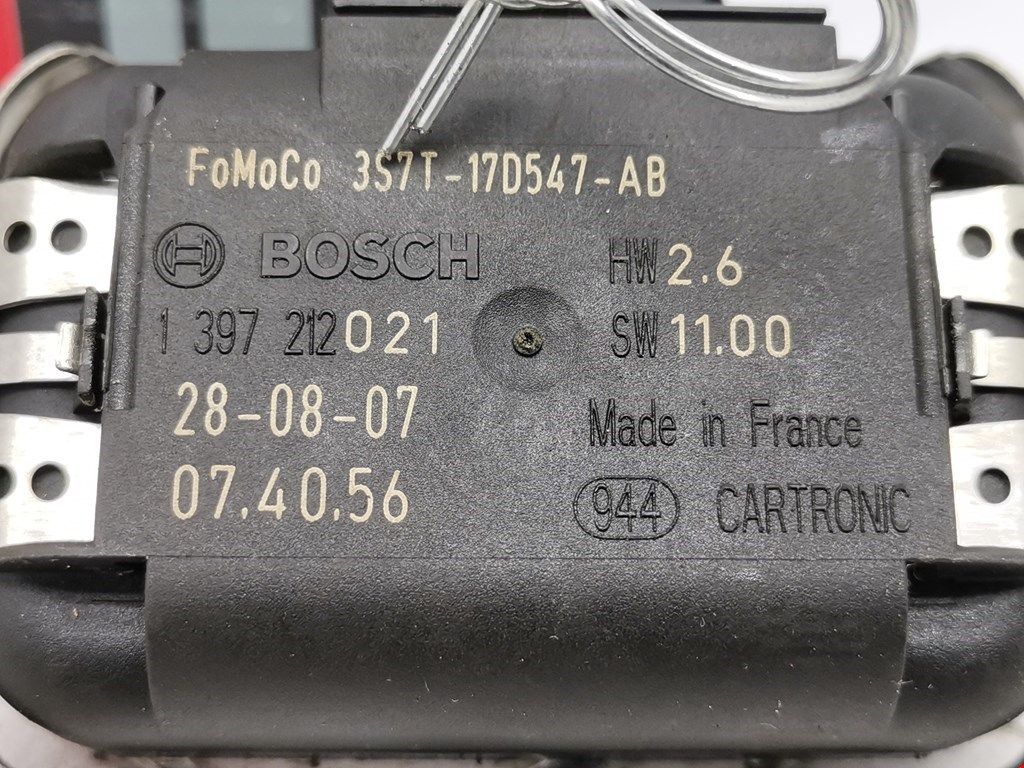 FoMoCo 3S7T-17D547-AB
BOSCH HW 2.6
1 397 212 021 SW 11.00
28-08-07 Made in France
07.40.56 944 CARTRONIC